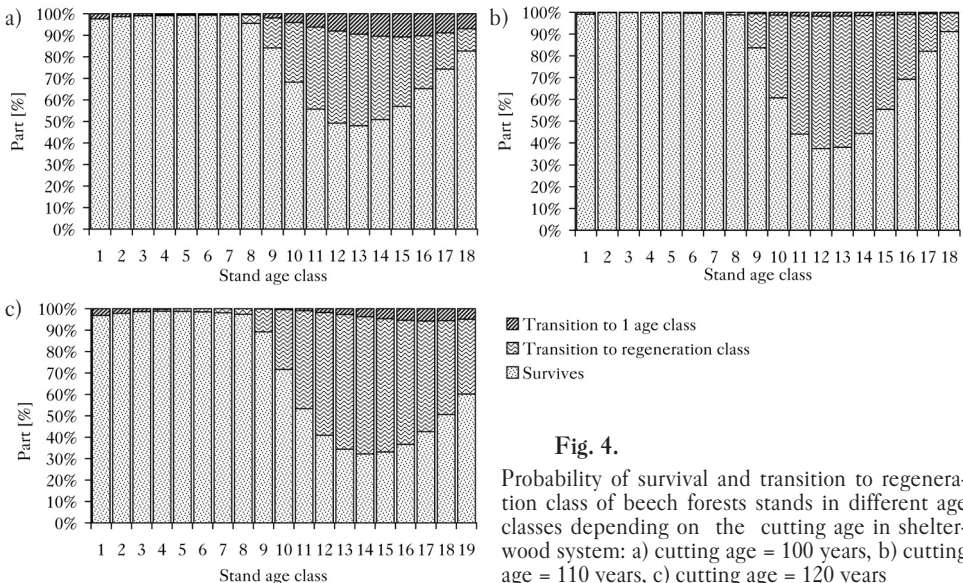 a)
100%
90%
80%
70%
60%
50%
40%
30%
20%
10%
0%
Part [%]
1 2 3 4 5 6 7 8 9 10 11 12 13 14 15 16 17 18
Stand age class
b)
100%
90%
80%
70%
60%
50%
40%
30%
20%
10%
0%
Part [%]
1 2 3 4 5 6 7 8 9 10 11 12 13 14 15 16 17 18
Stand age class
c)
100%
90%
80%
70%
60%
50%
40%
30%
20%
10%
0%
Part [%]
1 2 3 4 5 6 7 8 9 10 11 12 13 14 15 16 17 18 19
Stand age class
Transition to 1 age class
Transition to regeneration class
Survives
Fig. 4.
Probability of survival and transition to regenera-
tion class of beech forests stands in different age
classes depending on the cutting age in shelter-
wood system: a) cutting age = 100 years, b) cutting
age = 110 years, c) cutting age = 120 years